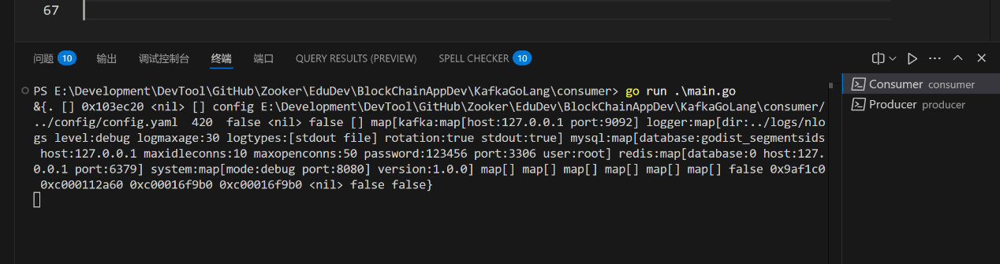 67
问题 10 输出 调试控制台 终端 端口 QUERY RESULTS (PREVIEW) SPELL CHECKER 10
PS E:\Development\DevTool\GitHub\Zooker\EduDev\BlockChainAppDev\KafkaGoLang\consumer> go run .\main.go
&{. [] 0x103ec20 <nil> [] config E:\Development\DevTool\GitHub\Zooker\EduDev\BlockChainAppDev\KafkaGoLang\consumer/
../config/config.yaml  420  false <nil> false [] map[kafka:map[host:127.0.0.1 port:9092] logger:map[dir:../logs/nlo
gs level:debug logmaxage:30 logtypes:[stdout file] rotation:true stdout:true] mysql:map[database:godist_segmentsids
 host:127.0.0.1 maxidleconns:10 maxopenconns:50 password:123456 port:3306 user:root] redis:map[database:0 host:127.
0.0.1 port:6379] system:map[mode:debug port:8080] version:1.0.0] map[] map[] map[] map[] map[] map[] false 0x9af1c0
 0xc000112a60 0xc00016f9b0 0xc00016f9b0 <nil> false false}
Consumer consumer
Producer producer